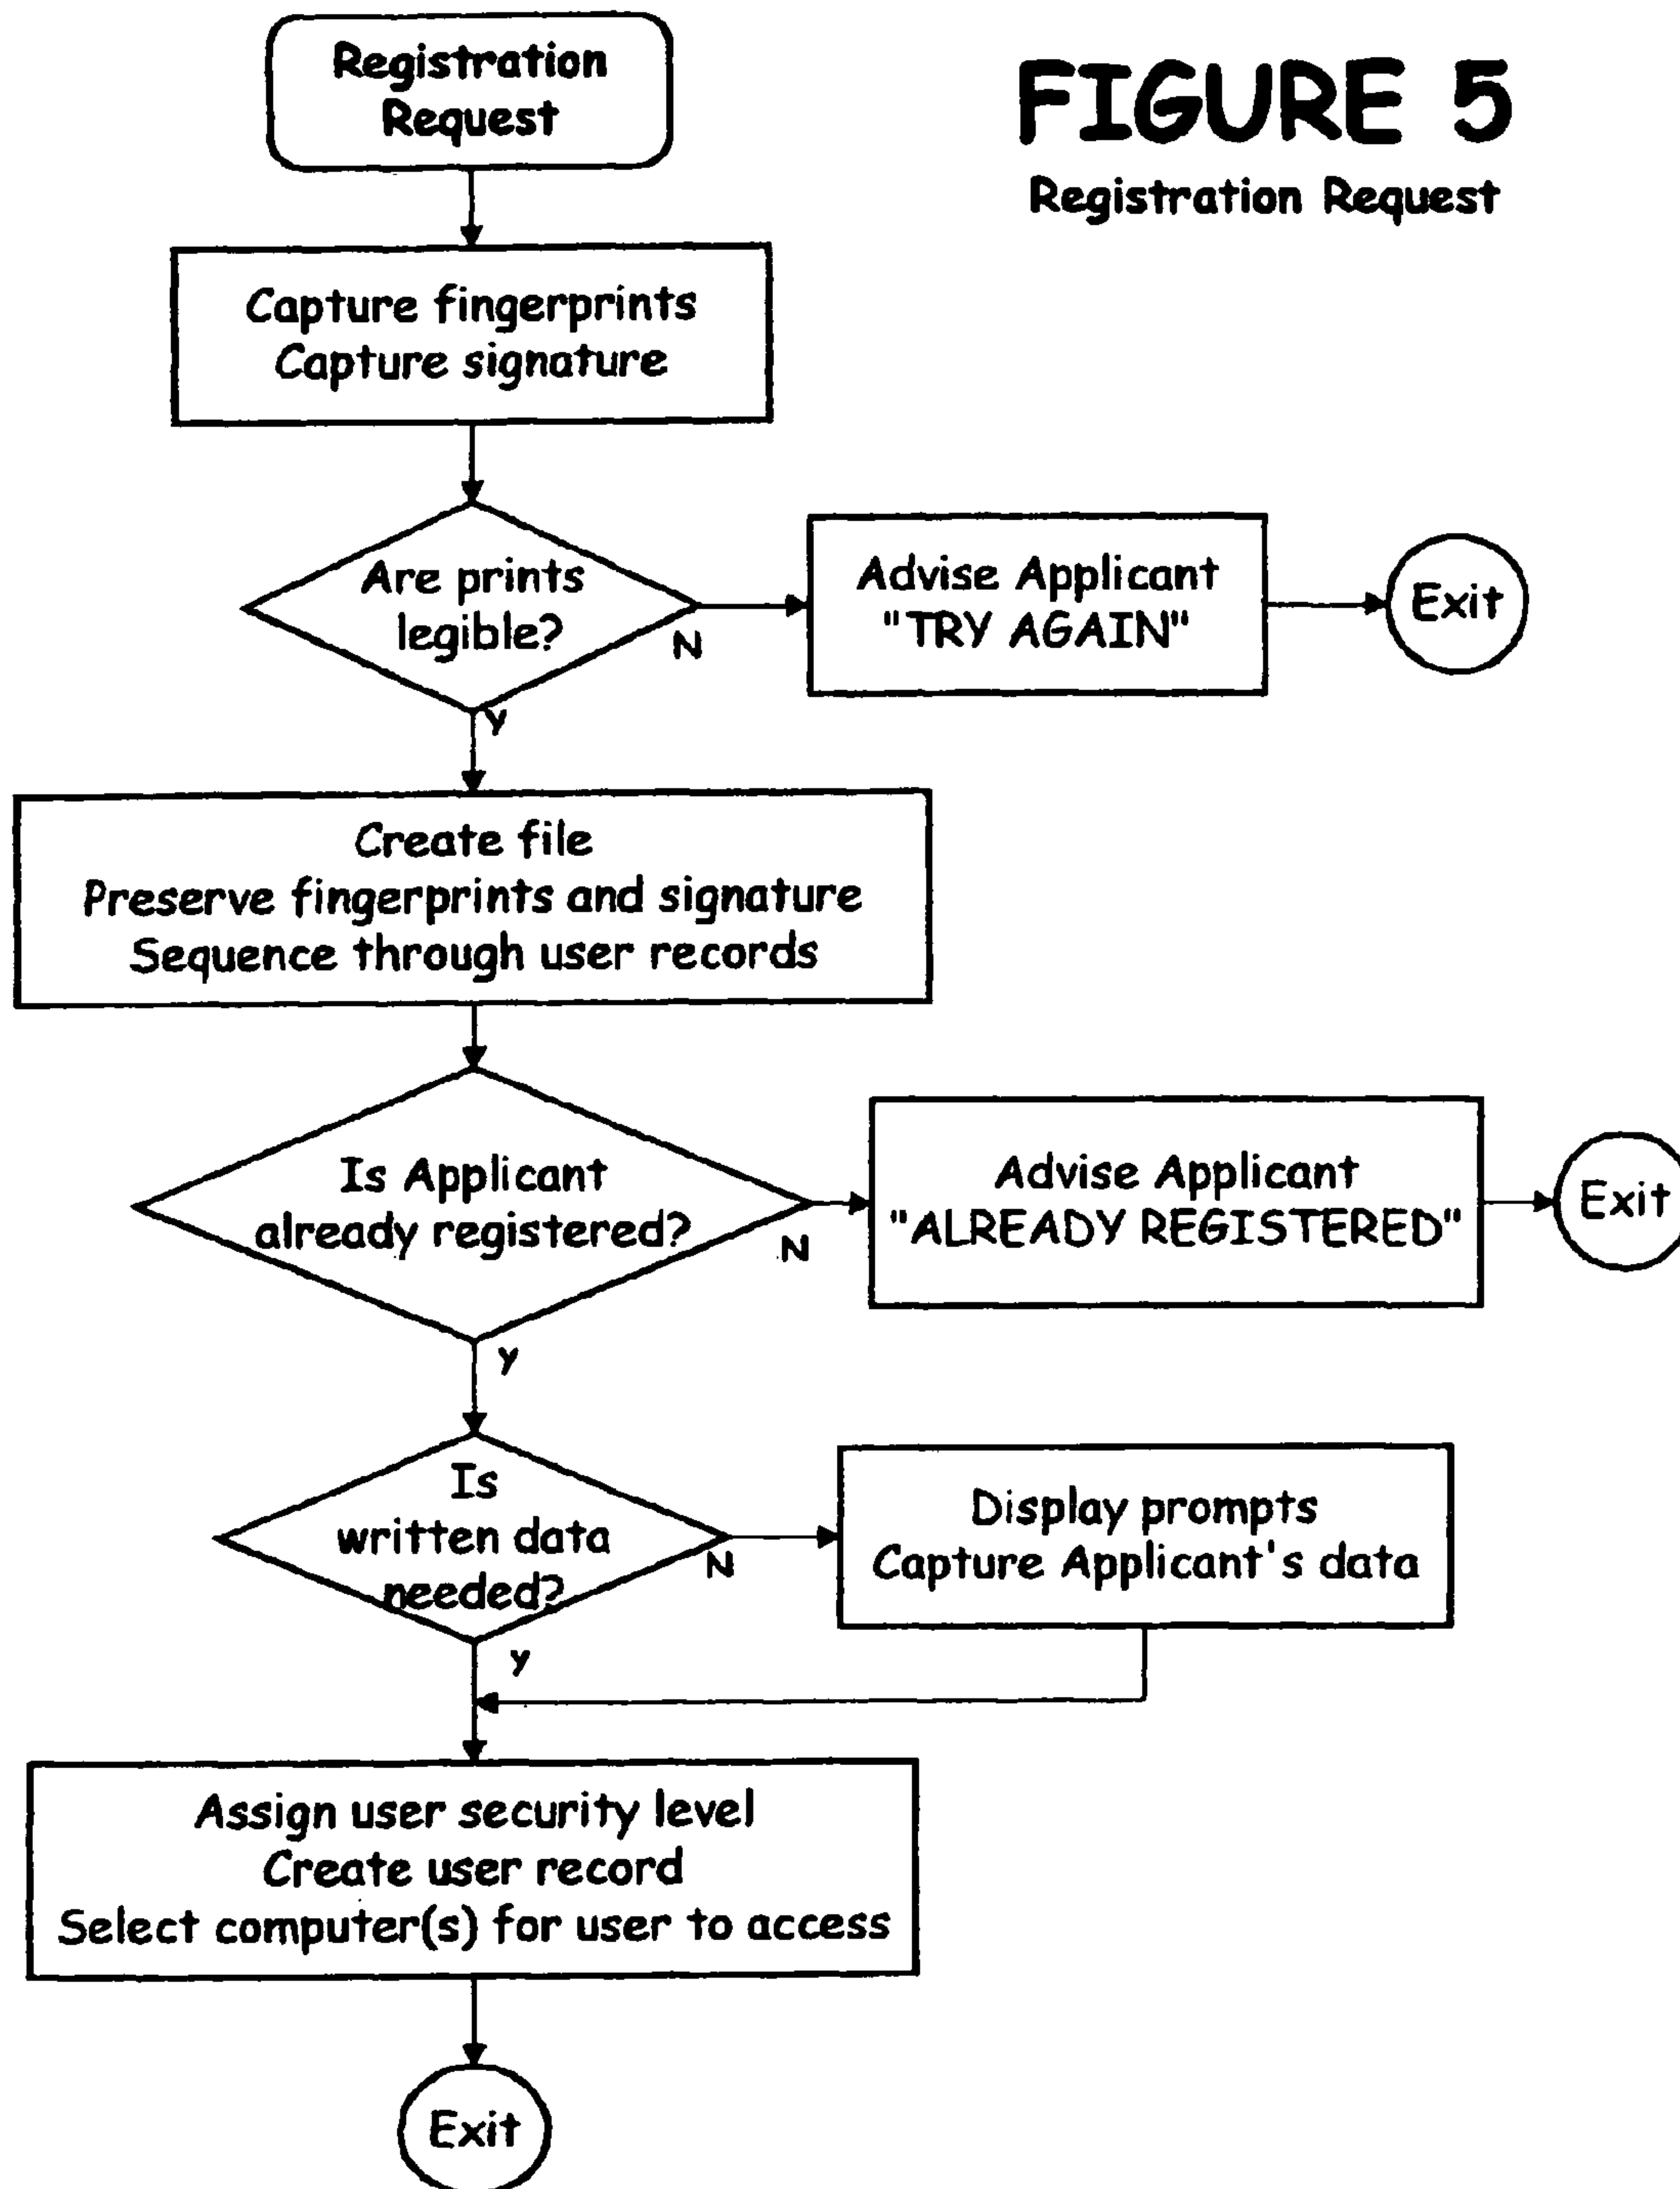 Registration
Request
FIGURE 5
Registration Request
Capture fingerprints
Capture signature
Are prints
legible?
N
Advise Applicant
"TRY AGAIN"
Exit
Y
Create file
Preserve fingerprints and signature
Sequence through user records
Is Applicant
already registered?
N
Advise Applicant
"ALREADY REGISTERED"
Exit
Y
Is
written data
needed?
N
Display prompts
Capture Applicant's data
Y
Assign user security level
Create user record
Select computer(s) for user to access
Exit